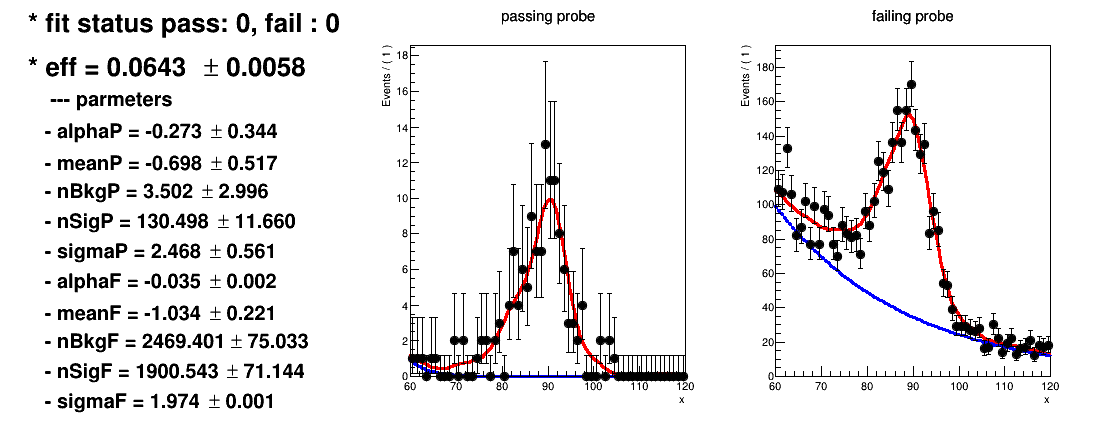 * fit status pass: 0, fail : 0
* eff = 0.0643 ± 0.0058
--- parmeters
- alphaP = -0.273 ± 0.344
- meanP = -0.698 ± 0.517
- nBkgP = 3.502 ± 2.996
- nSigP = 130.498 ± 11.660
- sigmaP = 2.468 ± 0.561
- alphaF = -0.035 ± 0.002
- meanF = -1.034 ± 0.221
- nBkgF = 2469.401 ± 75.033
- nSigF = 1900.543 ± 71.144
- sigmaF = 1.974 ± 0.001
passing probe
Events / ( 1 )
18
16
14
12
10
8
6
4
2
0
60 70 80 90 100 110 120
x
failing probe
Events / ( 1 )
180
160
140
120
100
80
60
40
20
0
60 70 80 90 100 110 120
x